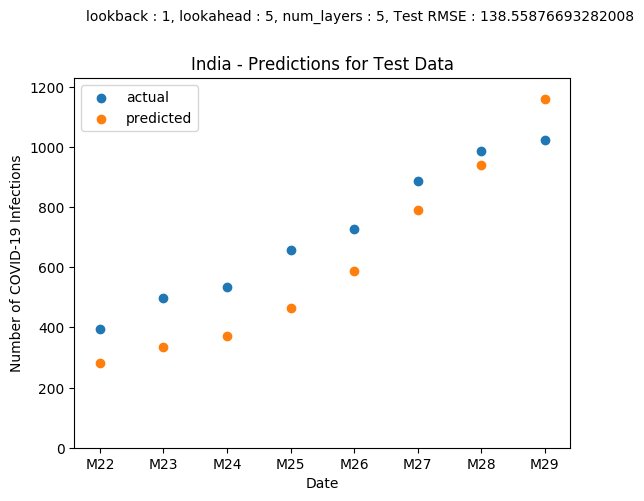 lookback : 1, lookahead : 5, num_layers : 5, Test RMSE : 138.55876693282008
India - Predictions for Test Data
actual
predicted
Number of COVID-19 Infections
1200
1000
800
600
400
200
0
M22 M23 M24 M25 M26 M27 M28 M29
Date